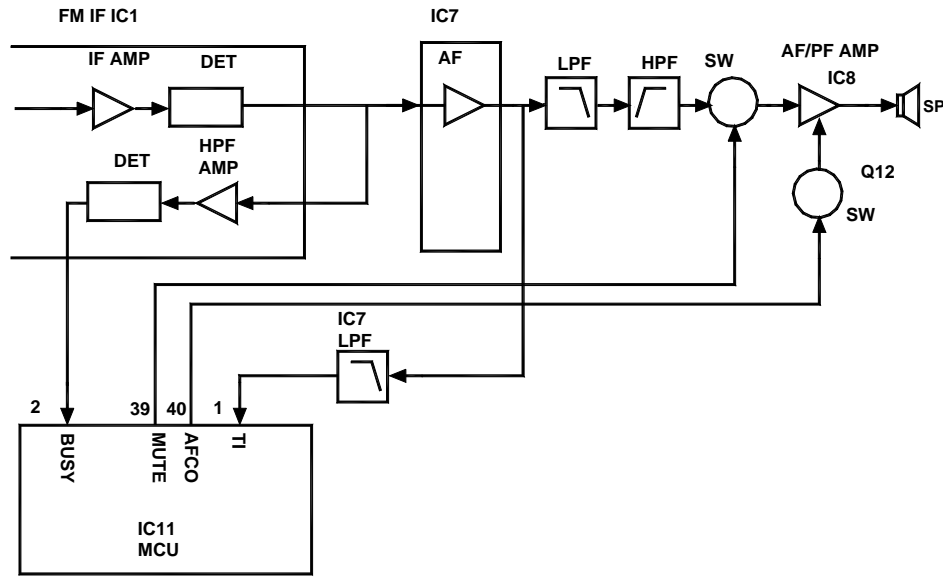 FM IF IC1
IC7
IF AMP
DET
AF
LPF
HPF
SW
AF/PF AMP
IC8
SP
DET
HPF
AMP
Q12
SW
IC7
LPF
2
39
40
1
BUSY
MUTE
AFCO
TI
IC11
MCU